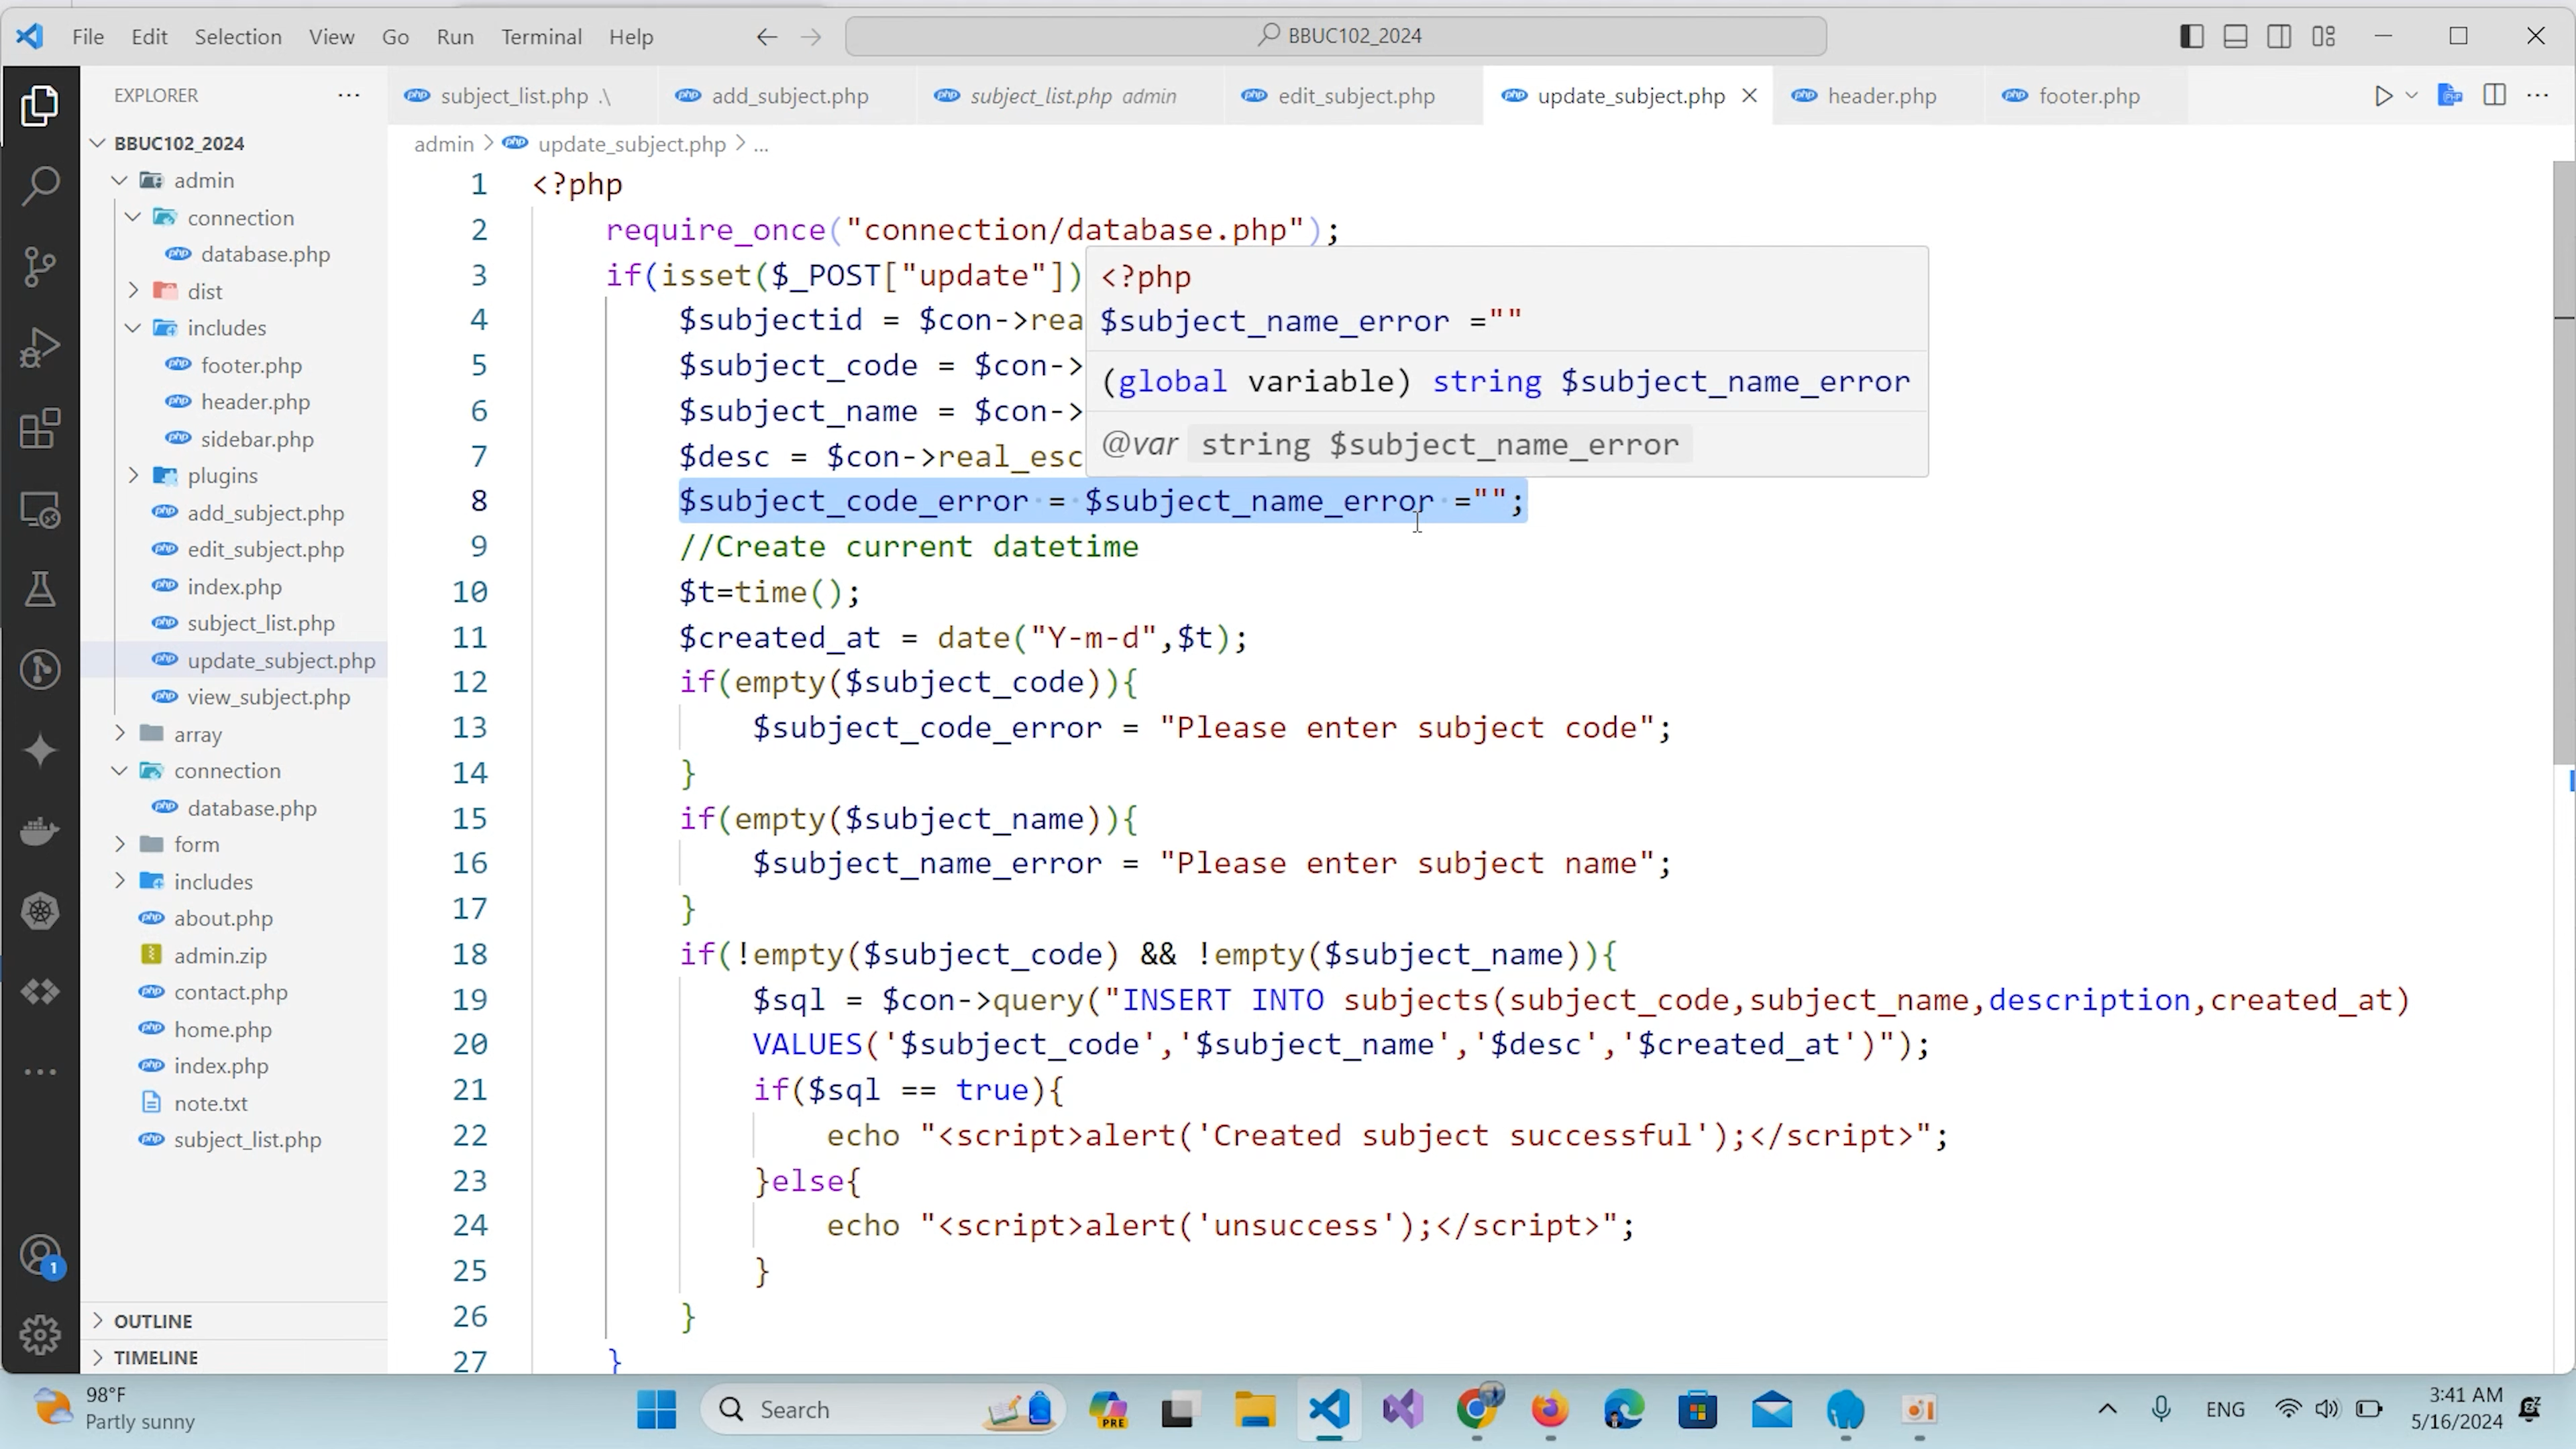 File Edit Selection View Go Run Terminal Help
BBUC102_2024
EXPLORER
subject_list.php .\
add_subject.php
subject_list.php admin
edit_subject.php
update_subject.php
header.php
footer.php
admin > update_subject.php > ...
BBUC102_2024
admin
connection
database.php
dist
includes
footer.php
header.php
sidebar.php
plugins
add_subject.php
edit_subject.php
index.php
subject_list.php
update_subject.php
view_subject.php
array
connection
database.php
form
includes
about.php
admin.zip
contact.php
home.php
index.php
note.txt
subject_list.php
OUTLINE
TIMELINE
1
1 <?php
2 require_once("connection/database.php");
3 if(isset($_POST["update"])
4 $subjectid = $con->rea
5 $subject_code = $con->
6 $subject_name = $con->
7 $desc = $con->real_esc
<?php
$subject_name_error =""
(global variable) string $subject_name_error
@var string $subject_name_error
8 $subject_code_error = $subject_name_error ="";
9 //Create current datetime
10 $t=time();
11 $created_at = date("Y-m-d",$t);
12 if(empty($subject_code)){
13 $subject_code_error = "Please enter subject code";
14 }
15 if(empty($subject_name)){
16 $subject_name_error = "Please enter subject name";
17 }
18 if(!empty($subject_code) && !empty($subject_name)){
19 $sql = $con->query("INSERT INTO subjects(subject_code,subject_name,description,created_at)
20 VALUES('$subject_code','$subject_name','$desc','$created_at')");
21 if($sql == true){
22 echo "<script>alert('Created subject successful');</script>";
23 }else{
24 echo "<script>alert('unsuccess');</script>";
25 }
26 }
27 }
98°F
Partly sunny
Search
PRE
ENG
3:41 AM
5/16/2024